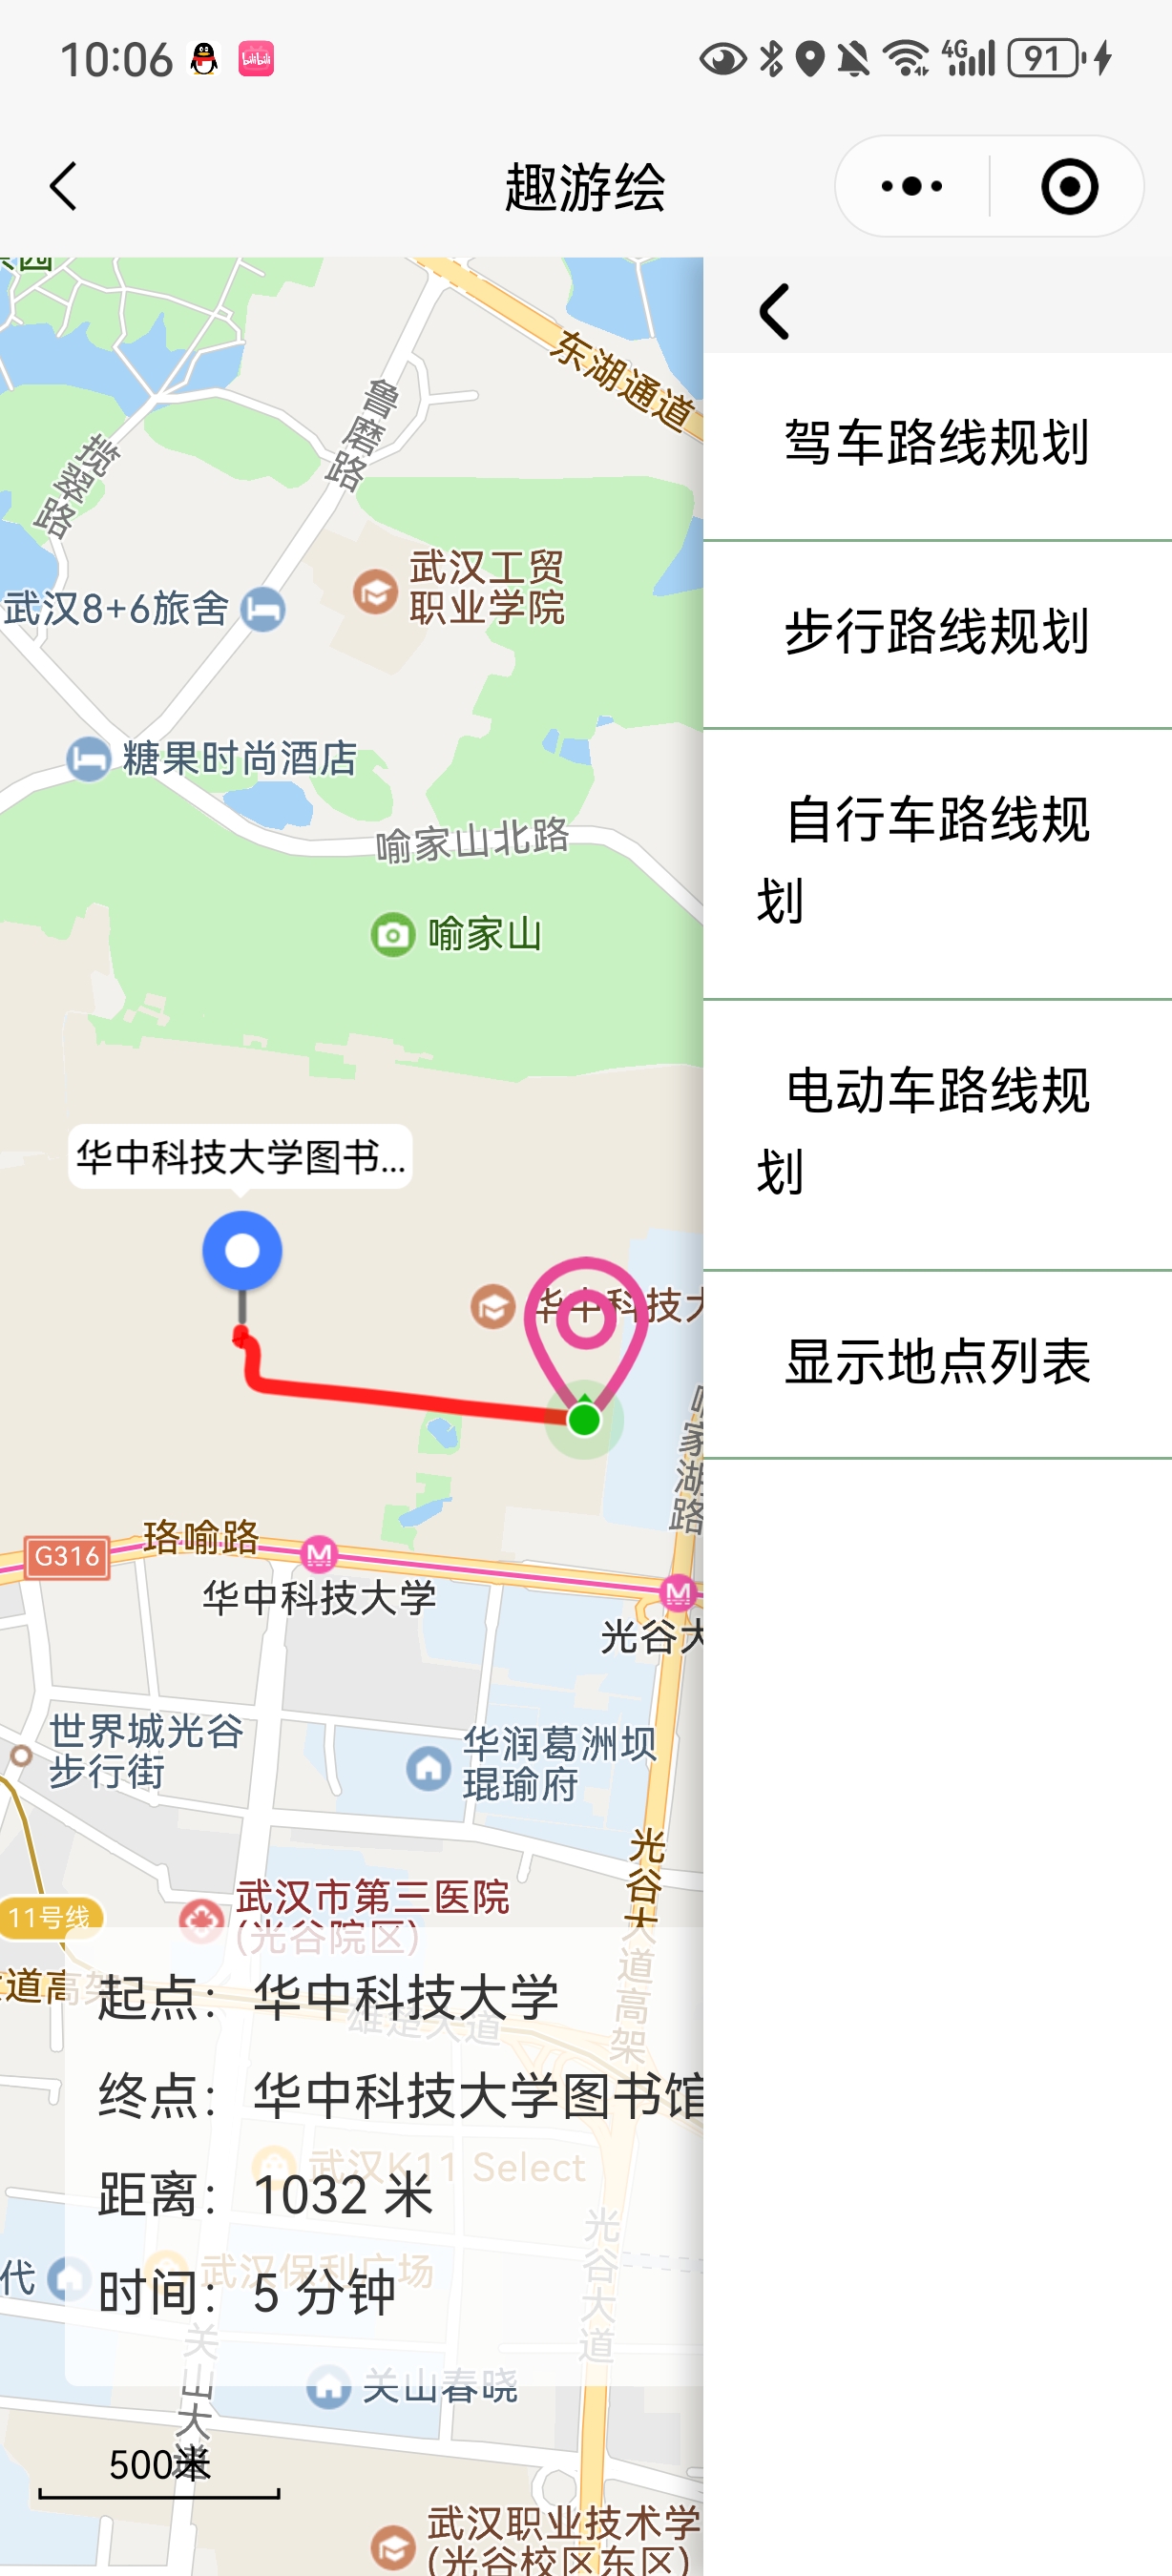 10:06
bilibili
4G
91
趣游绘
东湖通道
鲁磨路
揽翠路
武汉工贸
职业学院
武汉8+6旅舍
糖果时尚酒店
喻家山北路
喻家山
华中科技大学图书...
华中科技大
喻家湖路
珞喻路
G316
华中科技大学
光谷大
世界城光谷
步行街
华润葛洲坝
琨瑜府
光谷大道高架
武汉市第三医院
(光谷院区)
11号线
道高架
雄楚大道
起点：华中科技大学
终点：华中科技大学图书馆
武汉K11 Select
距离：1032 米
光谷大道
武汉保利广场
代
时间：5 分钟
关山大道
关山春晓
500米
武汉职业技术学
(光谷校区东区)
驾车路线规划
步行路线规划
自行车路线规
划
电动车路线规
划
显示地点列表